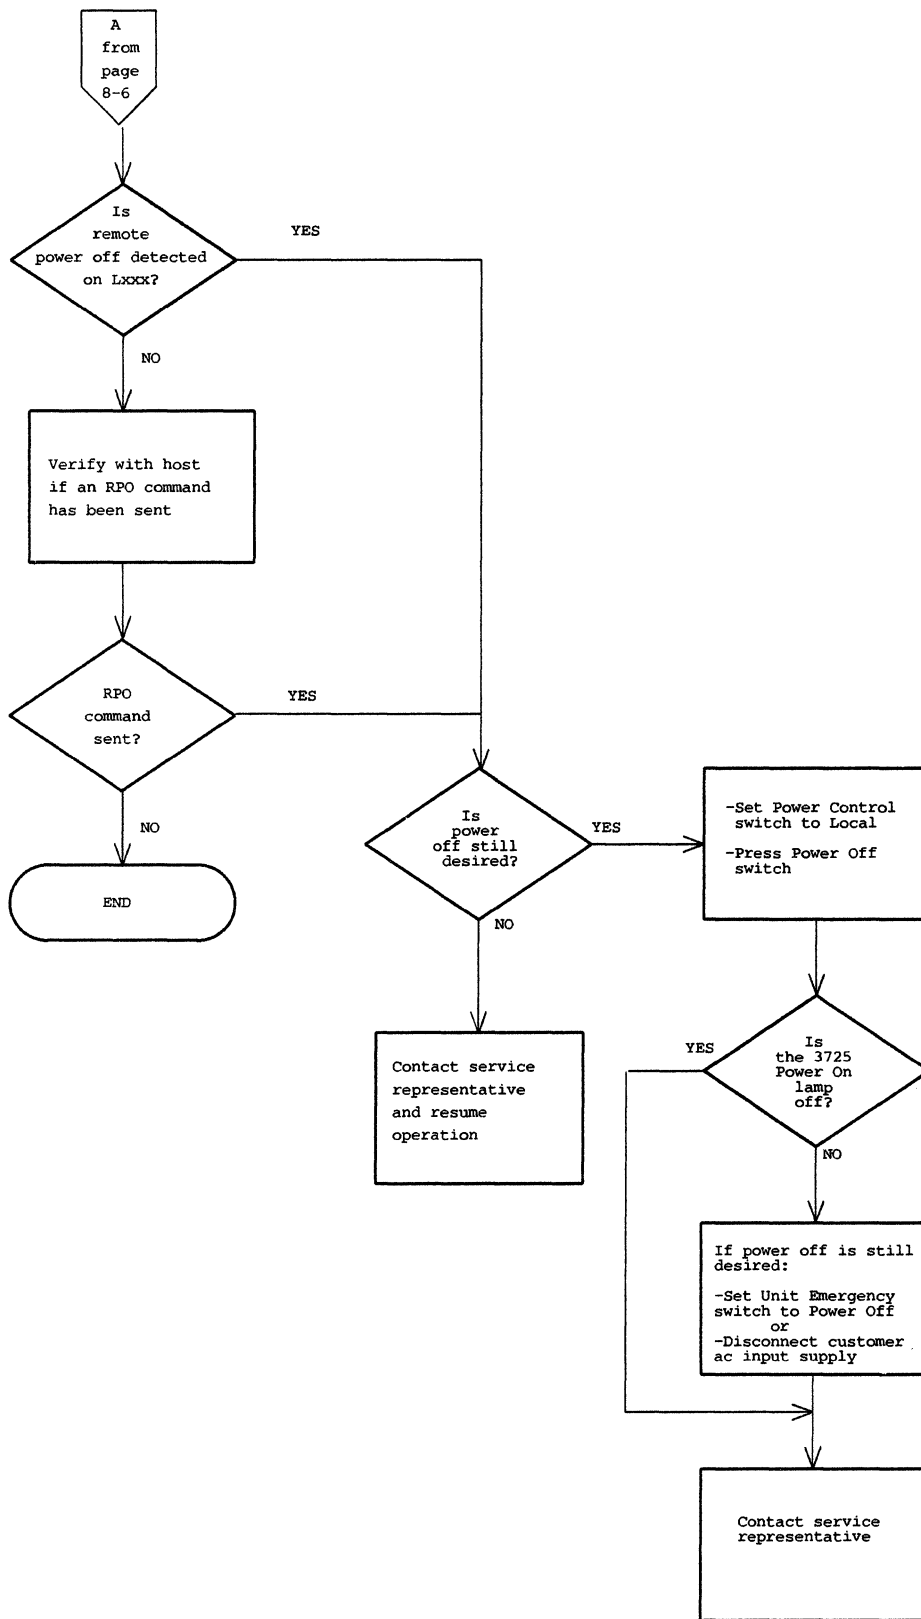 A
from
page
8-6
Is
remote
power off detected
on Lxxx?
YES
NO
Verify with host
if an RPO command
has been sent
RPO
command
sent?
YES
NO
END
Is
power
off still
desired?
YES
NO
-Set Power Control
switch to Local
-Press Power Off
switch
Contact service
representative
and resume
operation
Is
the 3725
Power On
lamp
off?
YES
NO
If power off is still
desired:
-Set Unit Emergency
switch to Power Off
or
-Disconnect customer
ac input supply
Contact service
representative